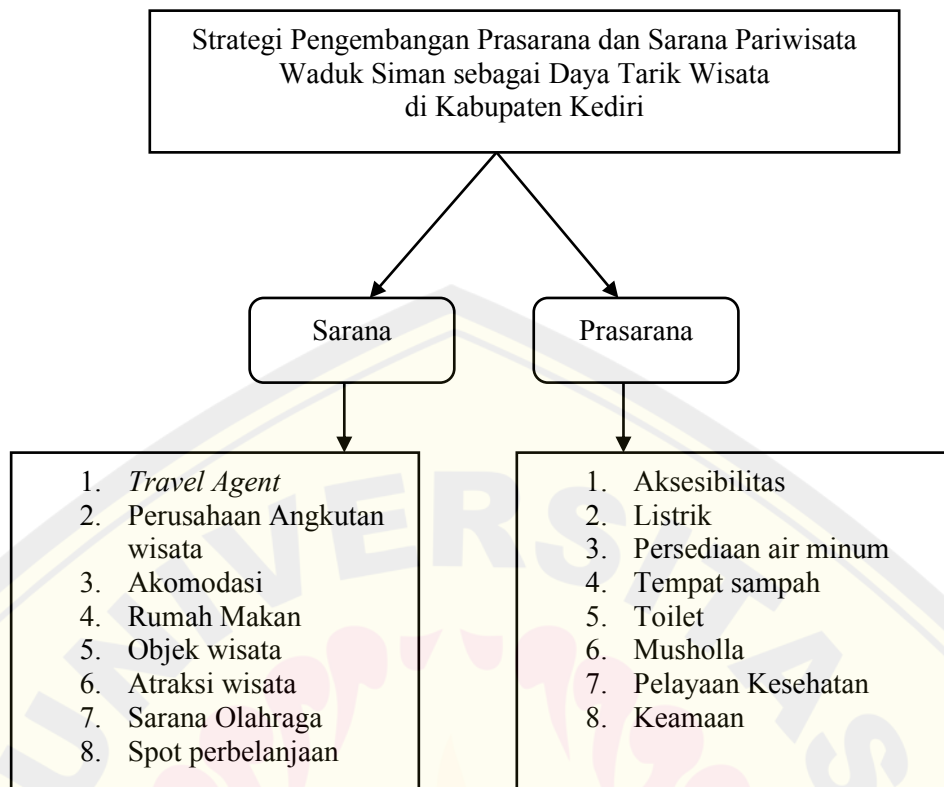 Strategi Pengembangan Prasarana dan Sarana Pariwisata
Waduk Siman sebagai Daya Tarik Wisata
di Kabupaten Kediri
Sarana
Prasarana
1. Travel Agent
2. Perusahaan Angkutan
wisata
3. Akomodasi
4. Rumah Makan
5. Objek wisata
6. Atraksi wisata
7. Sarana Olahraga
8. Spot perbelanjaan
1. Aksesibilitas
2. Listrik
3. Persediaan air minum
4. Tempat sampah
5. Toilet
6. Musholla
7. Pelayaan Kesehatan
8. Keamaan
UNIVERSITAS